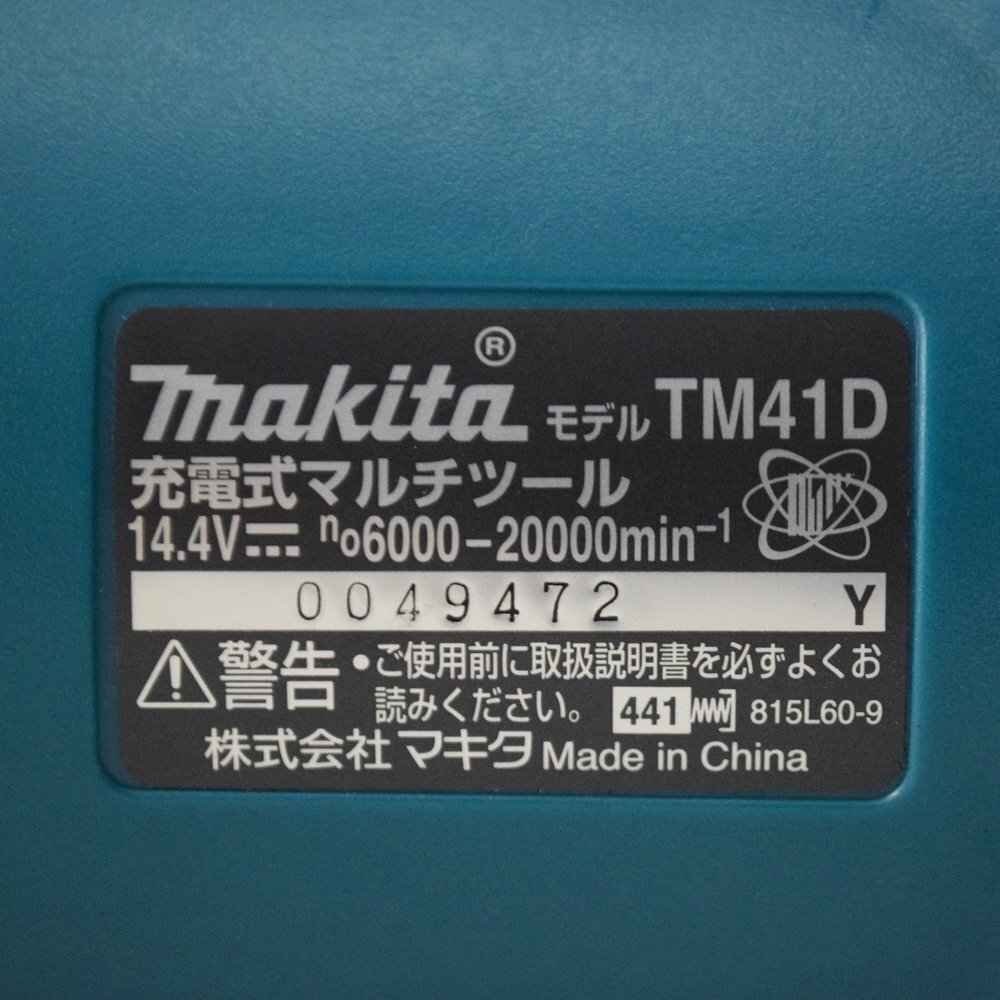 makita® モデル TM41D
充電式マルチツール
14.4V⎓ n₀6000－20000min⁻¹
0049472 Y
警告 •ご使用前に取扱説明書を必ずよくお
読みください。 441 815L60-9
株式会社 マキタ Made in China